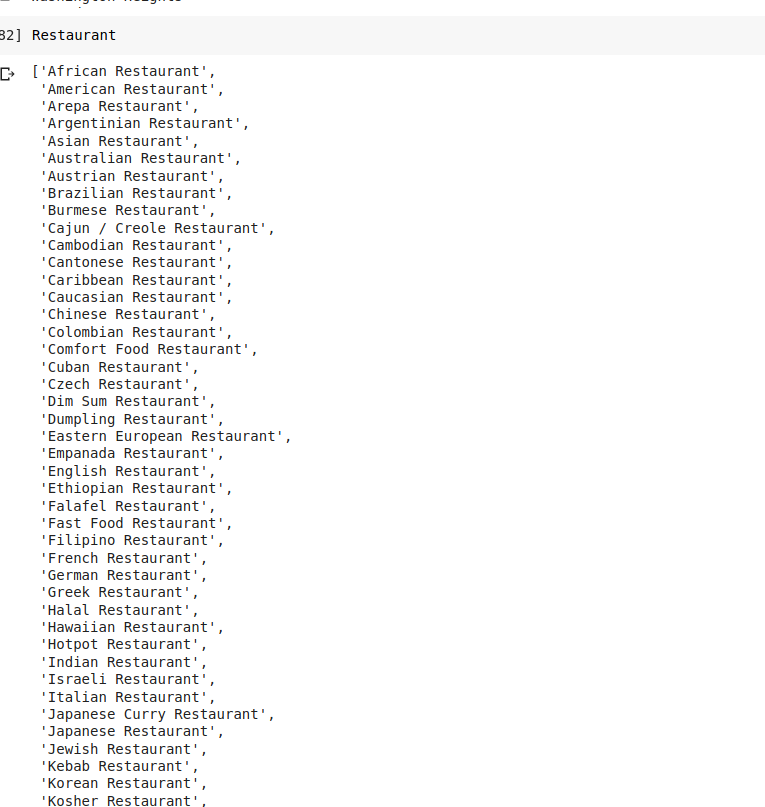 82] Restaurant
['African Restaurant',
'American Restaurant',
'Arepa Restaurant',
'Argentinian Restaurant',
'Asian Restaurant',
'Australian Restaurant',
'Austrian Restaurant',
'Brazilian Restaurant',
'Burmese Restaurant',
'Cajun / Creole Restaurant',
'Cambodian Restaurant',
'Cantonese Restaurant',
'Caribbean Restaurant',
'Caucasian Restaurant',
'Chinese Restaurant',
'Colombian Restaurant',
'Comfort Food Restaurant',
'Cuban Restaurant',
'Czech Restaurant',
'Dim Sum Restaurant',
'Dumpling Restaurant',
'Eastern European Restaurant',
'Empanada Restaurant',
'English Restaurant',
'Ethiopian Restaurant',
'Falafel Restaurant',
'Fast Food Restaurant',
'Filipino Restaurant',
'French Restaurant',
'German Restaurant',
'Greek Restaurant',
'Halal Restaurant',
'Hawaiian Restaurant',
'Hotpot Restaurant',
'Indian Restaurant',
'Israeli Restaurant',
'Italian Restaurant',
'Japanese Curry Restaurant',
'Japanese Restaurant',
'Jewish Restaurant',
'Kebab Restaurant',
'Korean Restaurant',
'Kosher Restaurant',